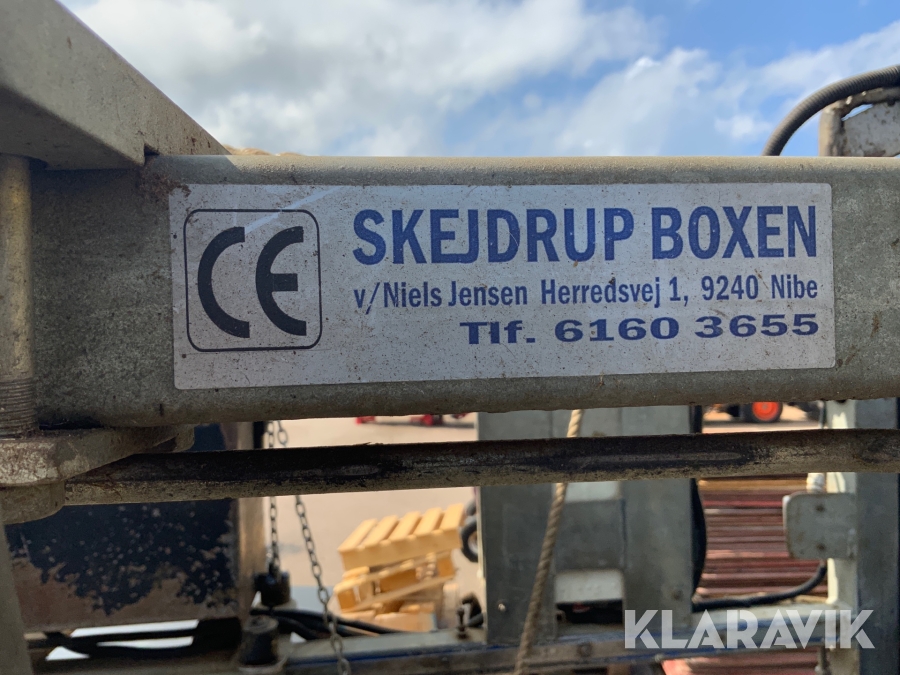 CE
SKEJDRUP BOXEN
v/Niels Jensen Herredsvej 1, 9240 Nibe
Tlf. 6160 3655
KLARAVIK